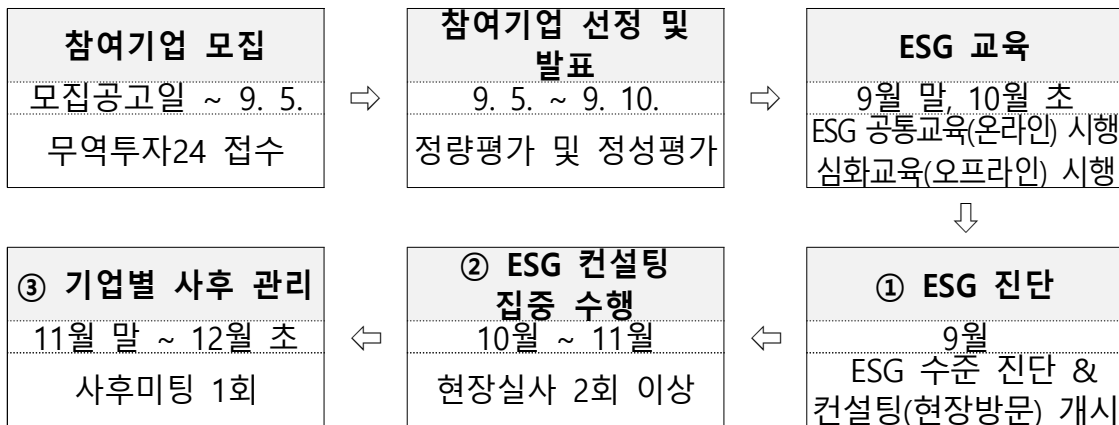 참여기업 모집
모집공고일 ~ 9. 5.
무역투자24 접수
⇨
참여기업 선정 및
발표
9. 5. ~ 9. 10.
정량평가 및 정성평가
⇨
ESG 교육
9월 말, 10월 초
ESG 공통교육(온라인) 시행
심화교육(오프라인) 시행
⇩
① ESG 진단
9월
ESG 수준 진단 &
컨설팅(현장방문) 개시
⇦
② ESG 컨설팅
집중 수행
10월 ~ 11월
현장실사 2회 이상
⇦
③ 기업별 사후 관리
11월 말 ~ 12월 초
사후미팅 1회